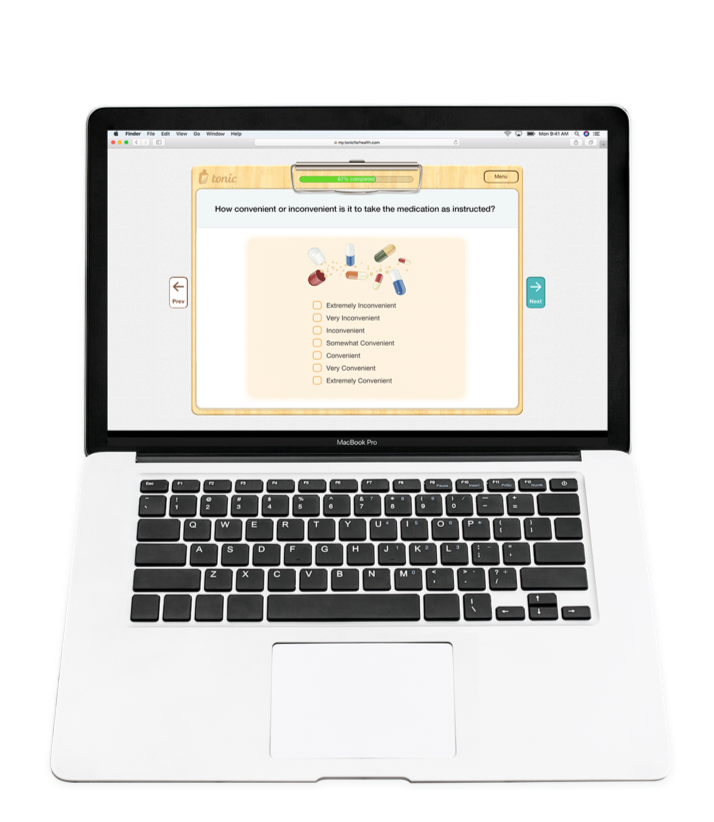 Finder File Edit View Go Window Help
Mon 9:41 AM
my.tonicforhealth.com
tonic
67% completed
Menu
How convenient or inconvenient is it to take the medication as instructed?
Prev
Next
Extremely Inconvenient
Very Inconvenient
Inconvenient
Somewhat Convenient
Convenient
Very Convenient
Extremely Convenient
MacBook Pro
Esc F1 F2 F3 F4 F5 F6 F7 F8 F9 F10 F11 F12
~ ! @ # $ % ^ & * ( ) — +
` 1 2 3 4 5 6 7 8 9 0 - =
Q W E R T Y U I O P { }
A S D F G H J K L : "
Z X C V B N M < > ?